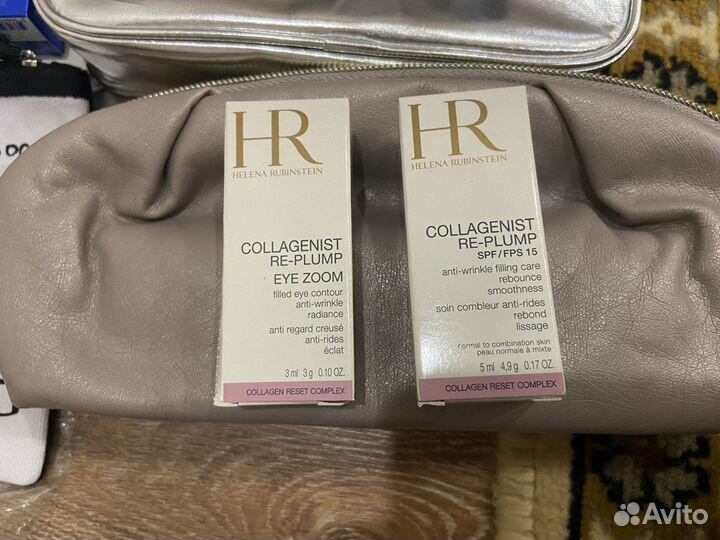 HR
HELENA RUBINSTEIN
COLLAGENIST
RE-PLUMP
EYE ZOOM
filled eye contour
anti-wrinkle
radiance
anti regard creusé
anti-rides
éclat
3 ml 3 g 0.10 OZ.
COLLAGEN RESET COMPLEX
HR
HELENA RUBINSTEIN
COLLAGENIST
RE-PLUMP
SPF/FPS 15
anti-wrinkle filling care
rebounce
smoothness
soin combleur anti-rides
rebond
lissage
normal to combination skin
peau normale à mixte
5 ml 4,9 g 0.17 OZ.
COLLAGEN RESET COMPLEX
Avito